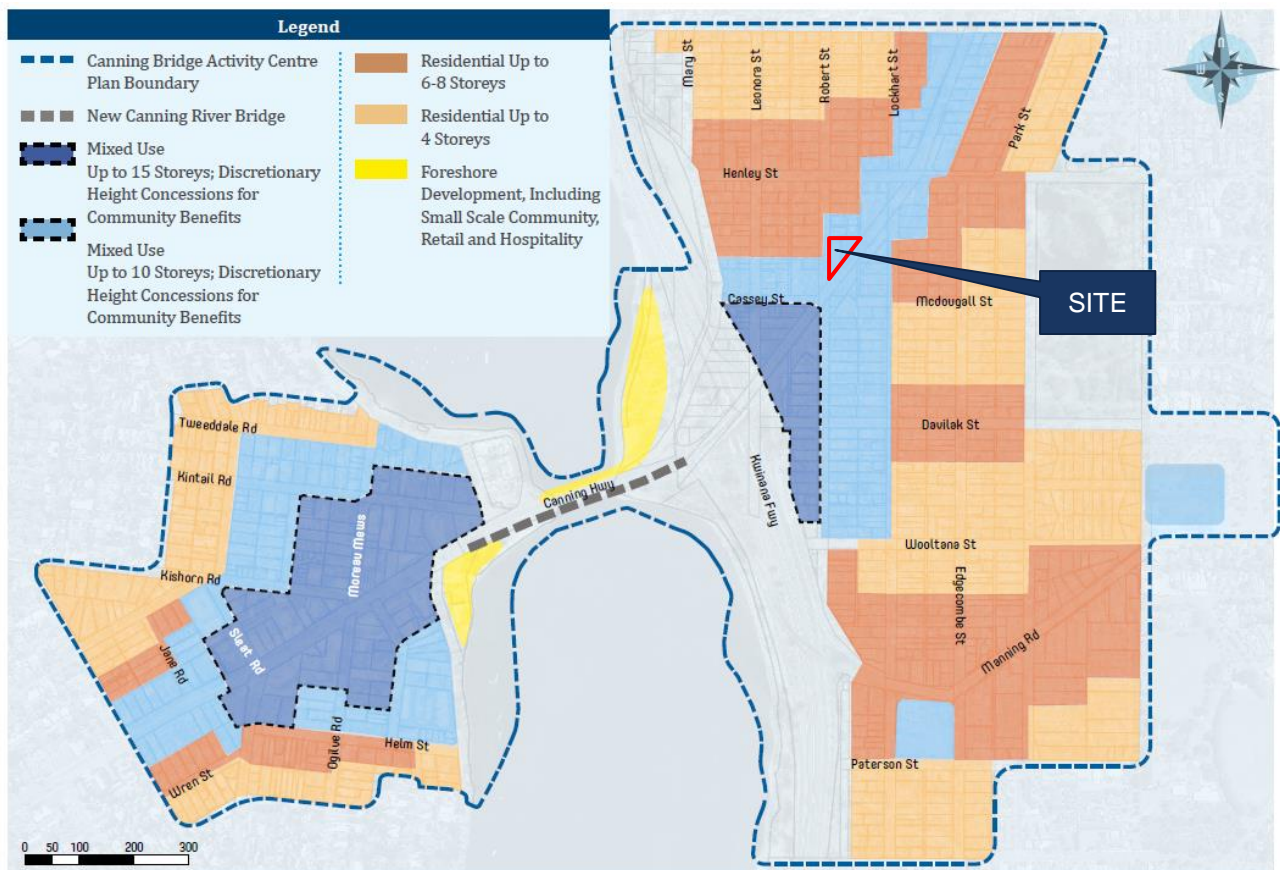 Legend
Canning Bridge Activity Centre
Plan Boundary
New Canning River Bridge
Mixed Use
Up to 15 Storeys; Discretionary
Height Concessions for
Community Benefits
Mixed Use
Up to 10 Storeys; Discretionary
Height Concessions for
Community Benefits
Residential Up to
6-8 Storeys
Residential Up to
4 Storeys
Foreshore
Development, Including
Small Scale Community,
Retail and Hospitality
N
E
S
W
Mary St
Leonora St
Robert St
Lockhart St
Park St
Henley St
SITE
Cassey St
Mcdougall St
Davilak St
Kwinana Fwy
Canning Hwy
Wooltana St
Edgecombe St
Manning Rd
Paterson St
Tweeddale Rd
Kintail Rd
Moreau Mews
Kishorn Rd
Sleat Rd
Jane Rd
Ogilve Rd
Helm St
Wren St
0 50 100 200 300